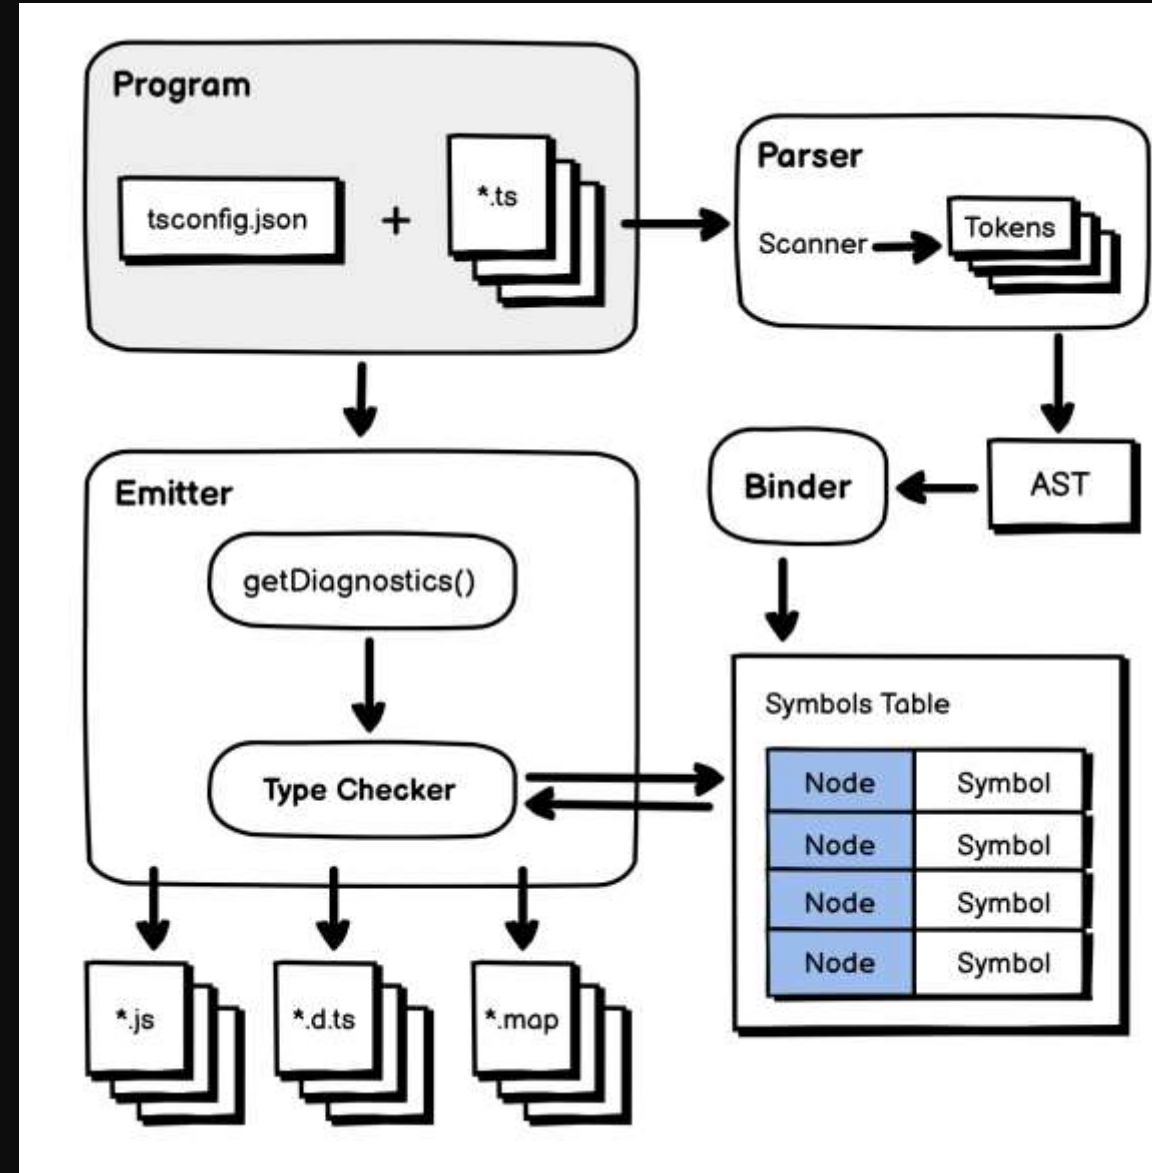 Program
tsconfig.json
+
*.ts
Parser
Scanner
Tokens
Emitter
getDiagnostics()
Type Checker
Binder
AST
Symbols Table
Node Symbol
Node Symbol
Node Symbol
Node Symbol
*.js
*.d.ts
*.map